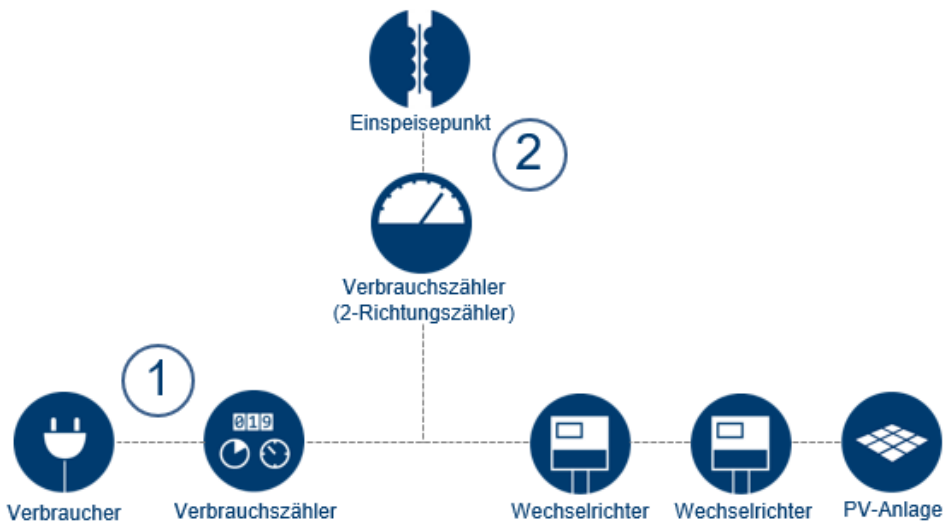 Einspeisepunkt
2
Verbrauchszähler
(2-Richtungszähler)
1
019
Verbraucher
Verbrauchszähler
Wechselrichter
Wechselrichter
PV-Anlage